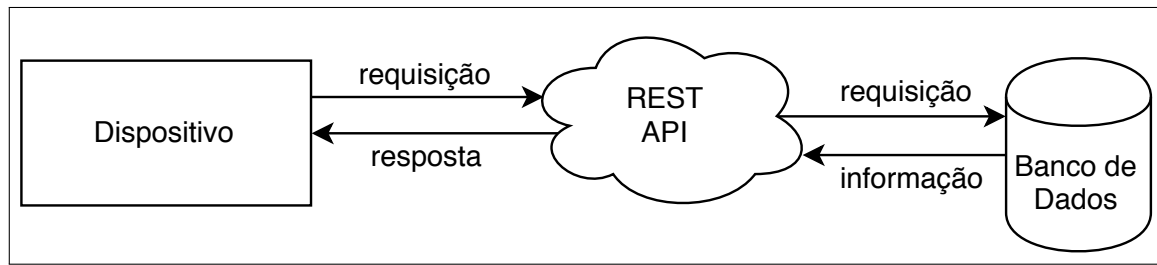 Dispositivo
requisição
resposta
REST
API
requisição
informação
Banco de
Dados